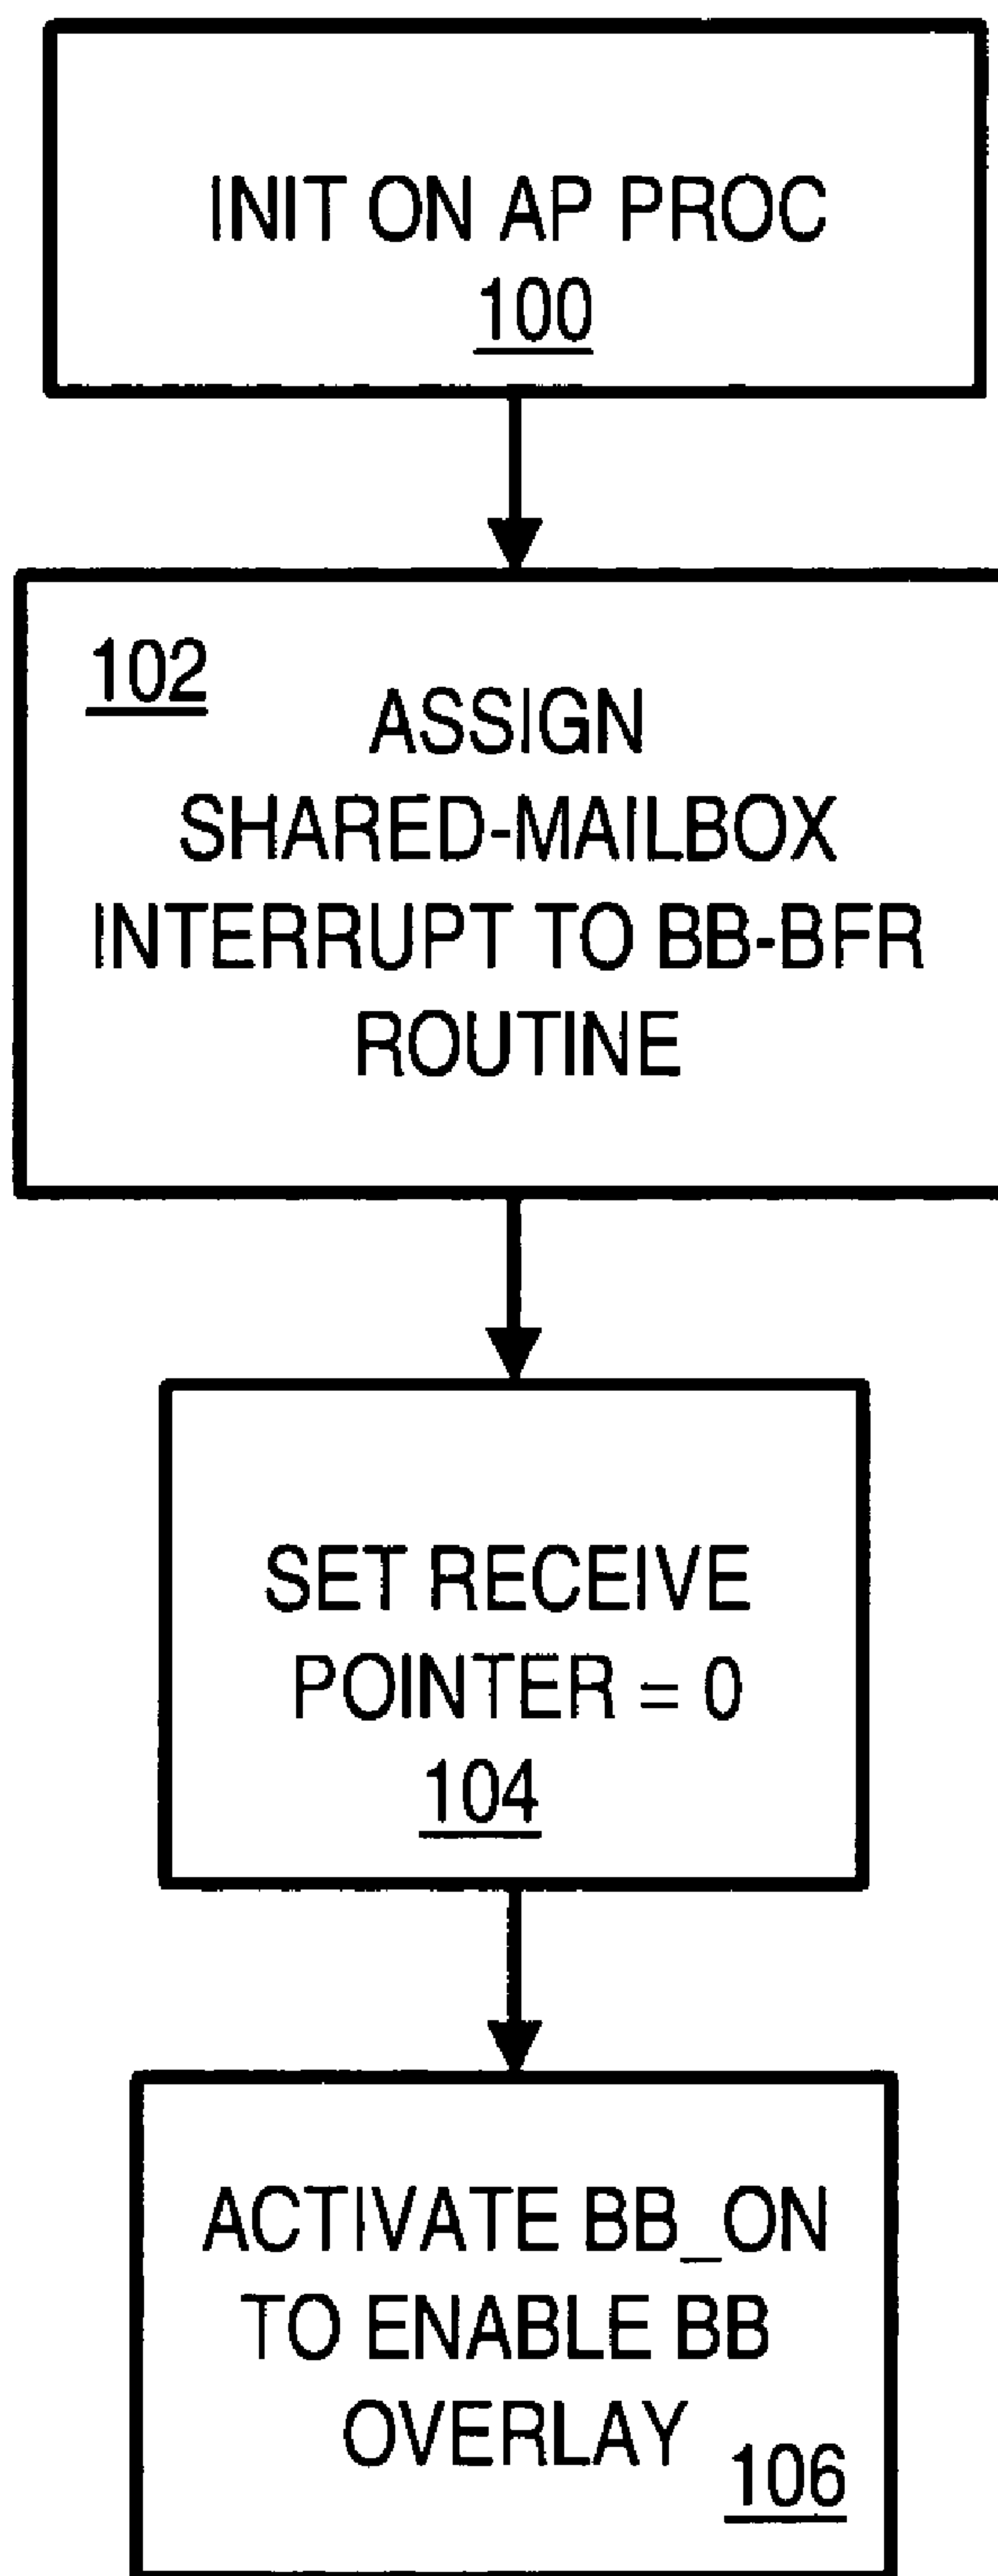 INIT ON AP PROC
100
102
ASSIGN
SHARED-MAILBOX
INTERRUPT TO BB-BFR
ROUTINE
SET RECEIVE
POINTER = 0
104
ACTIVATE BB_ON
TO ENABLE BB
OVERLAY
106